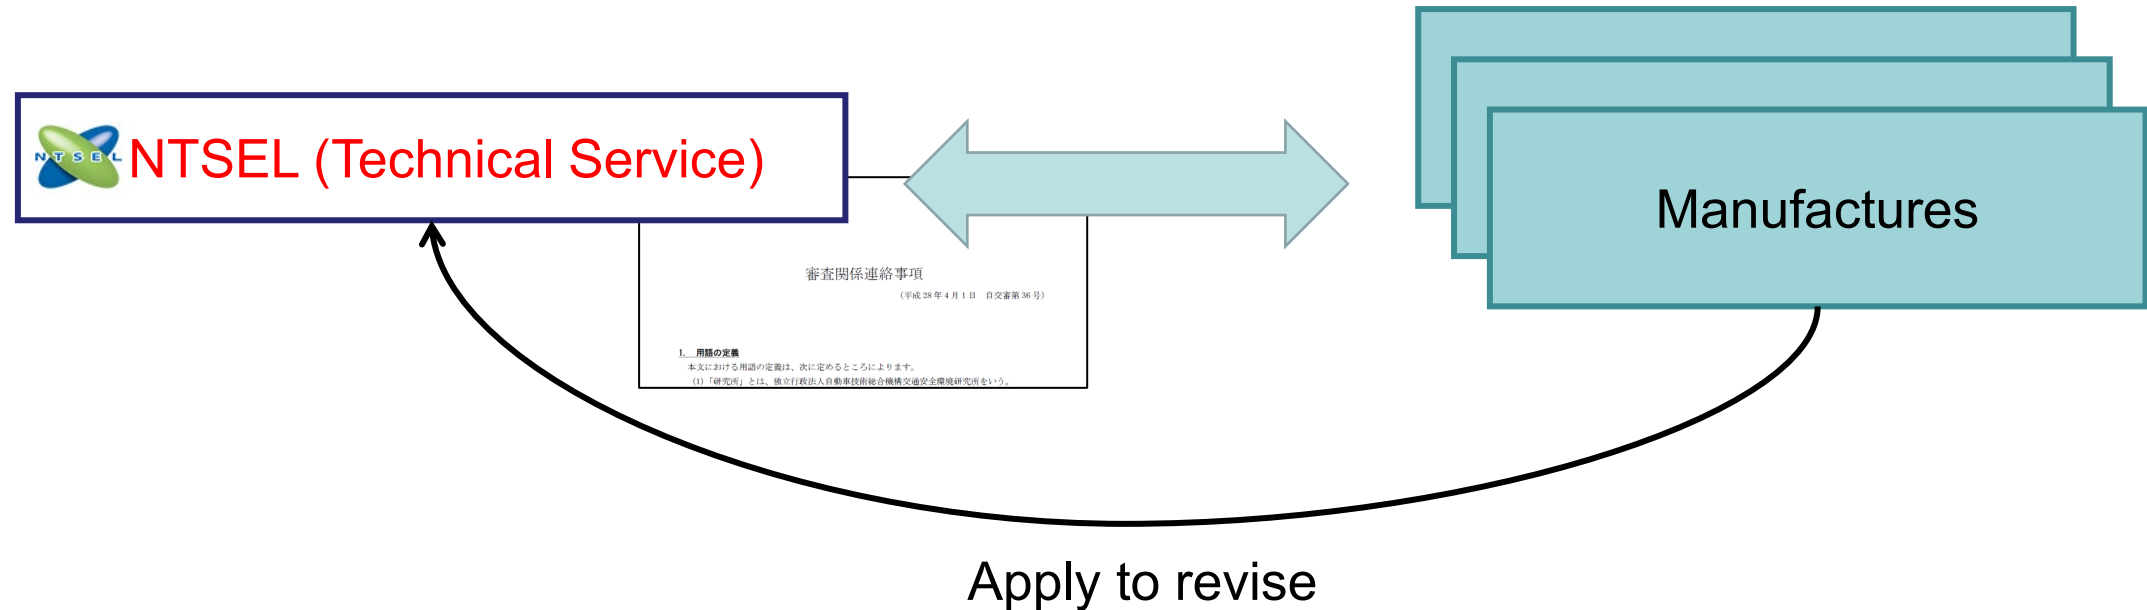 NTSEL
NTSEL (Technical Service)
Manufactures
審査関係連絡事項
（平成 28 年 4 月 1 日　自交審第 36 号）
1.　用語の定義
本文における用語の定義は、次に定めるところによります。
(1)「研究所」とは、独立行政法人自動車技術総合機構交通安全環境研究所をいう。
Apply to revise